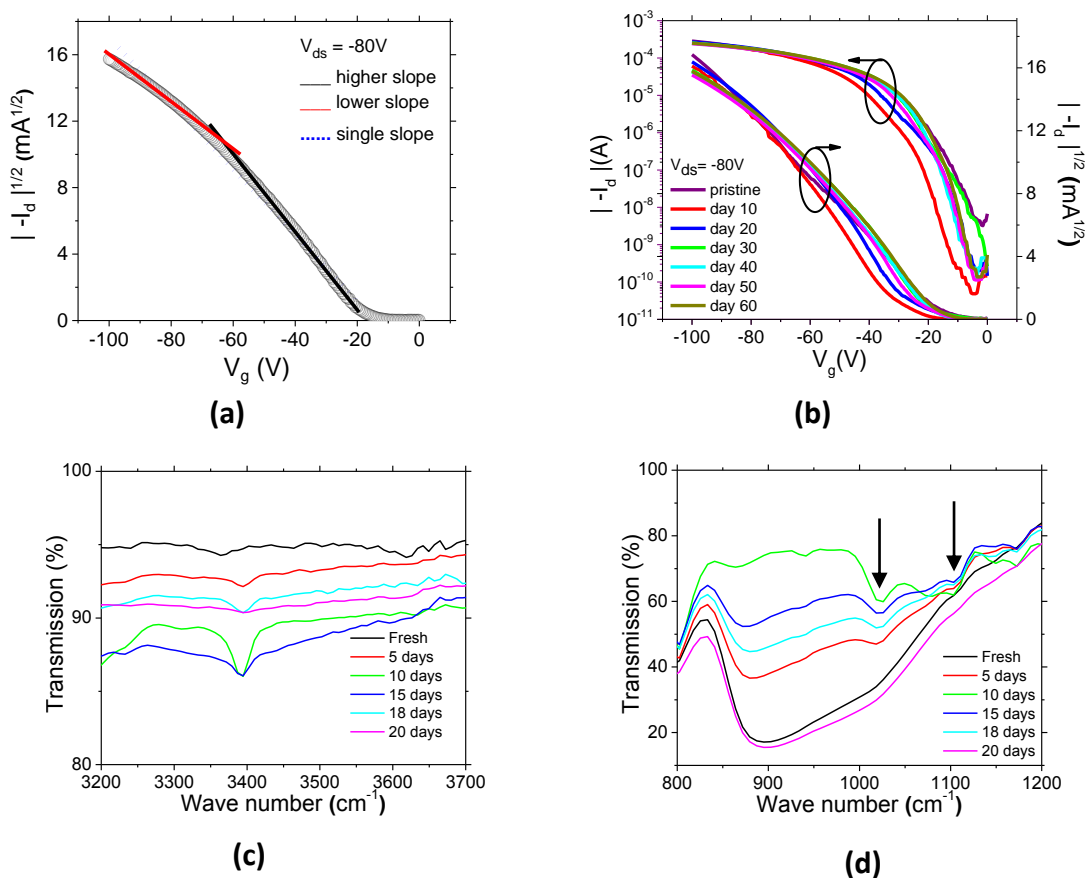 V_ds = -80V
higher slope
lower slope
single slope
| -I_d |^1/2 (mA^1/2)
16
12
8
4
0
-100 -80 -60 -40 -20 0
V_g (V)
(a)
| -I_d |(A)
10^-3
10^-4
10^-5
10^-6
10^-7
10^-8
10^-9
10^-10
10^-11
V_ds= -80V
pristine
day 10
day 20
day 30
day 40
day 50
day 60
16
12
8
4
0
| -I_d |^1/2 (mA^1/2)
-100 -80 -60 -40 -20 0
V_g(V)
(b)
Transmission (%)
100
95
90
85
80
Fresh
5 days
10 days
15 days
18 days
20 days
3200 3300 3400 3500 3600 3700
Wave number (cm^-1)
(c)
Transmission (%)
100
80
60
40
20
Fresh
5 days
10 days
15 days
18 days
20 days
800 900 1000 1100 1200
Wave number (cm^-1)
(d)